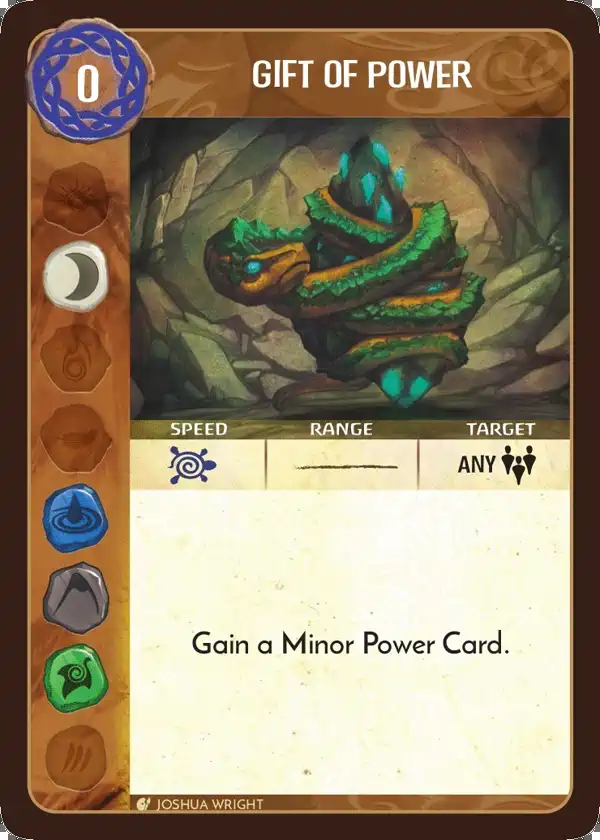 0
GIFT OF POWER
SPEED RANGE TARGET
ANY
Gain a Minor Power Card.
JOSHUA WRIGHT